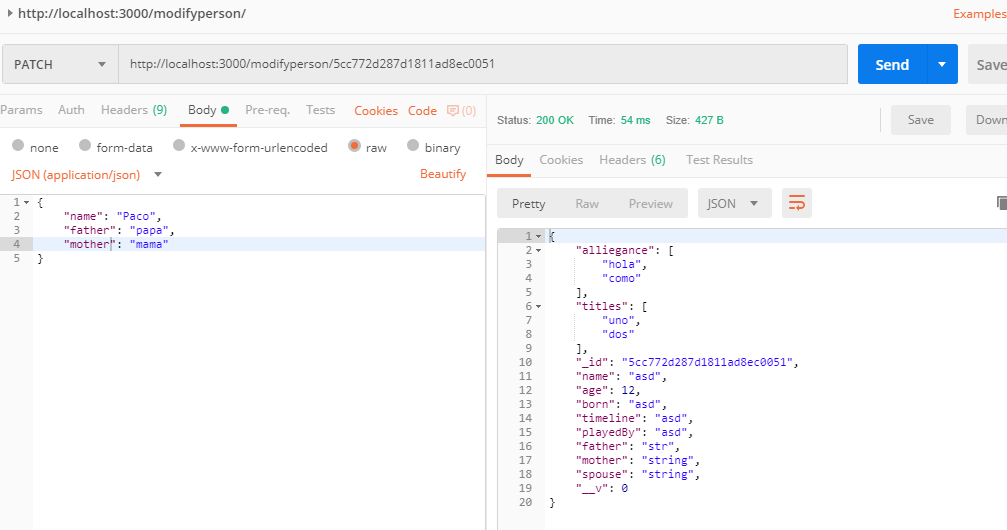 http://localhost:3000/modifyperson/
Examples
PATCH
http://localhost:3000/modifyperson/5cc772d287d1811ad8ec0051
Send
Save
Params Auth Headers (9) Body Pre-req. Tests Cookies Code (0)
none form-data x-www-form-urlencoded raw binary
JSON (application/json) Beautify
1 {
2 "name": "Paco",
3 "father": "papa",
4 "mother": "mama"
5 }
Status: 200 OK Time: 54 ms Size: 427 B Save Down
Body Cookies Headers (6) Test Results
Pretty Raw Preview JSON
1 {
2 "alliegance": [
3 "hola",
4 "como"
5 ],
6 "titles": [
7 "uno",
8 "dos"
9 ],
10 "_id": "5cc772d287d1811ad8ec0051",
11 "name": "asd",
12 "age": 12,
13 "born": "asd",
14 "timeline": "asd",
15 "playedBy": "asd",
16 "father": "str",
17 "mother": "string",
18 "spouse": "string",
19 "__v": 0
20 }